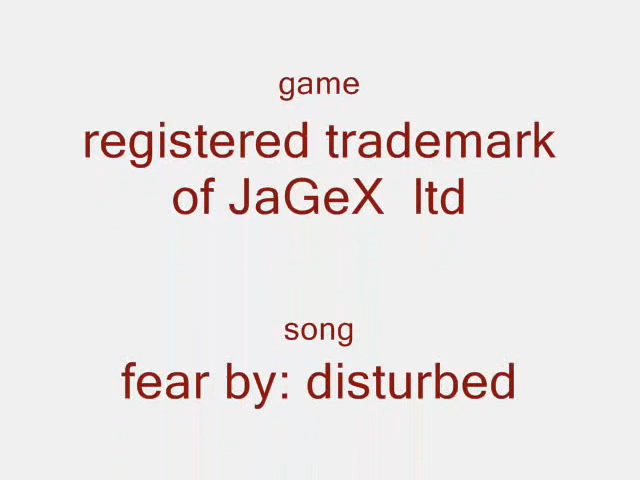 game
registered trademark
of JaGeX ltd
song
fear by: disturbed